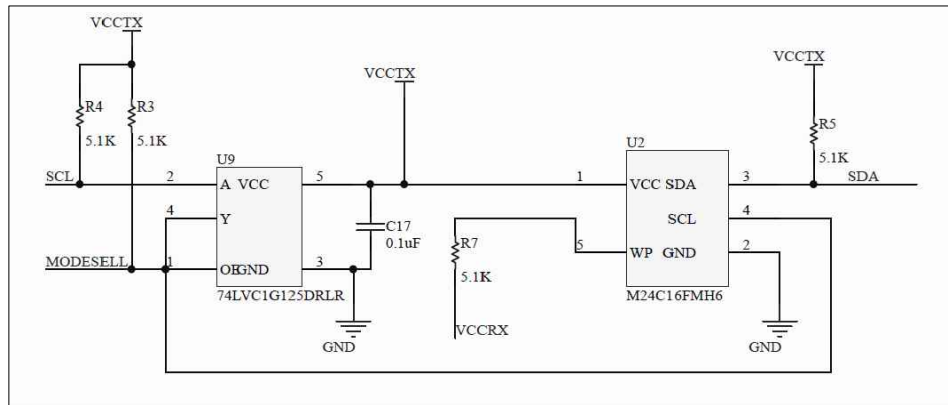 VCCTX
R4
R3
5.1K
5.1K
VCCTX
VCCTX
R5
5.1K
U9
U2
SCL
2
A VCC
5
1
VCC SDA
3
SDA
4
Y
SCL
4
C17
0.1uF
R7
5.1K
5
WP GND
2
MODESELL
1
OE GND
3
74LVC1G125DRLR
M24C16FMH6
VCCRX
GND
GND